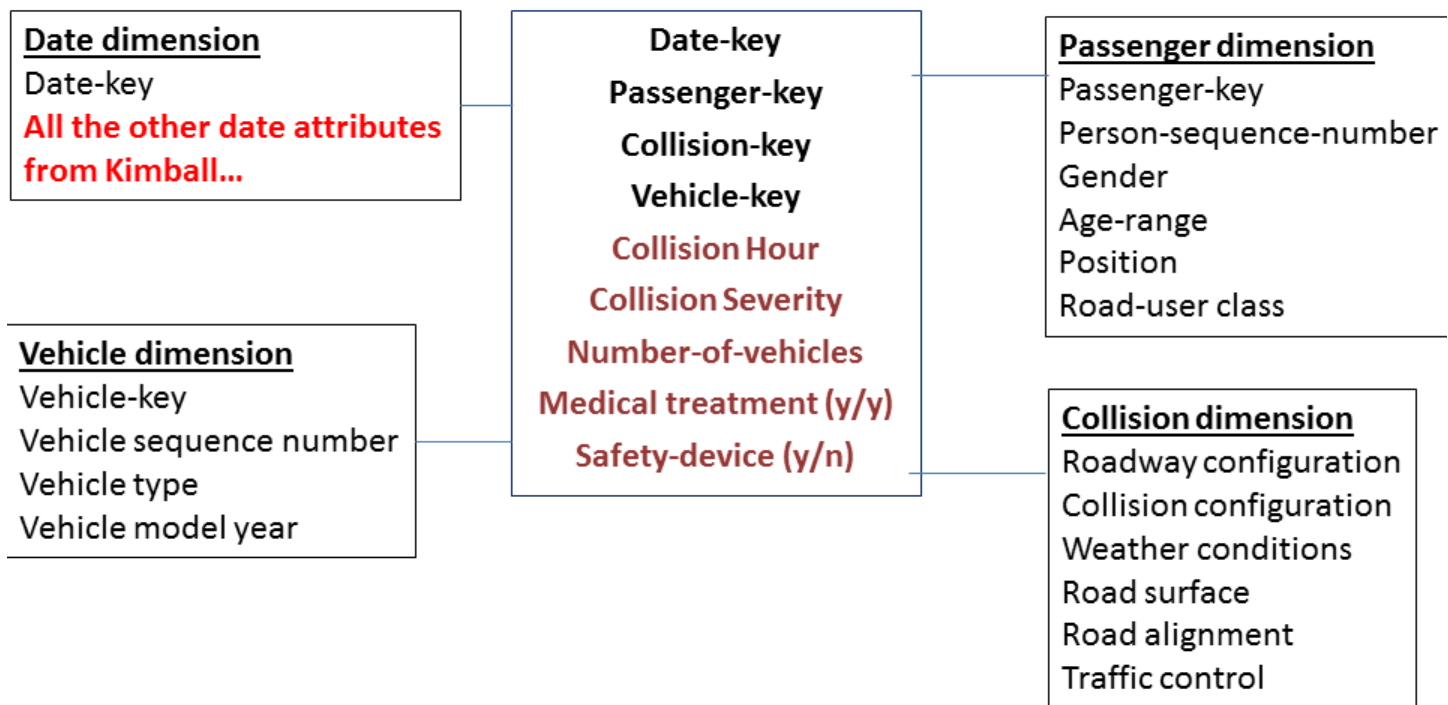 Date dimension
Date-key
All the other date attributes
from Kimball...
Vehicle dimension
Vehicle-key
Vehicle sequence number
Vehicle type
Vehicle model year
Date-key
Passenger-key
Collision-key
Vehicle-key
Collision Hour
Collision Severity
Number-of-vehicles
Medical treatment (y/y)
Safety-device (y/n)
Passenger dimension
Passenger-key
Person-sequence-number
Gender
Age-range
Position
Road-user class
Collision dimension
Roadway configuration
Collision configuration
Weather conditions
Road surface
Road alignment
Traffic control